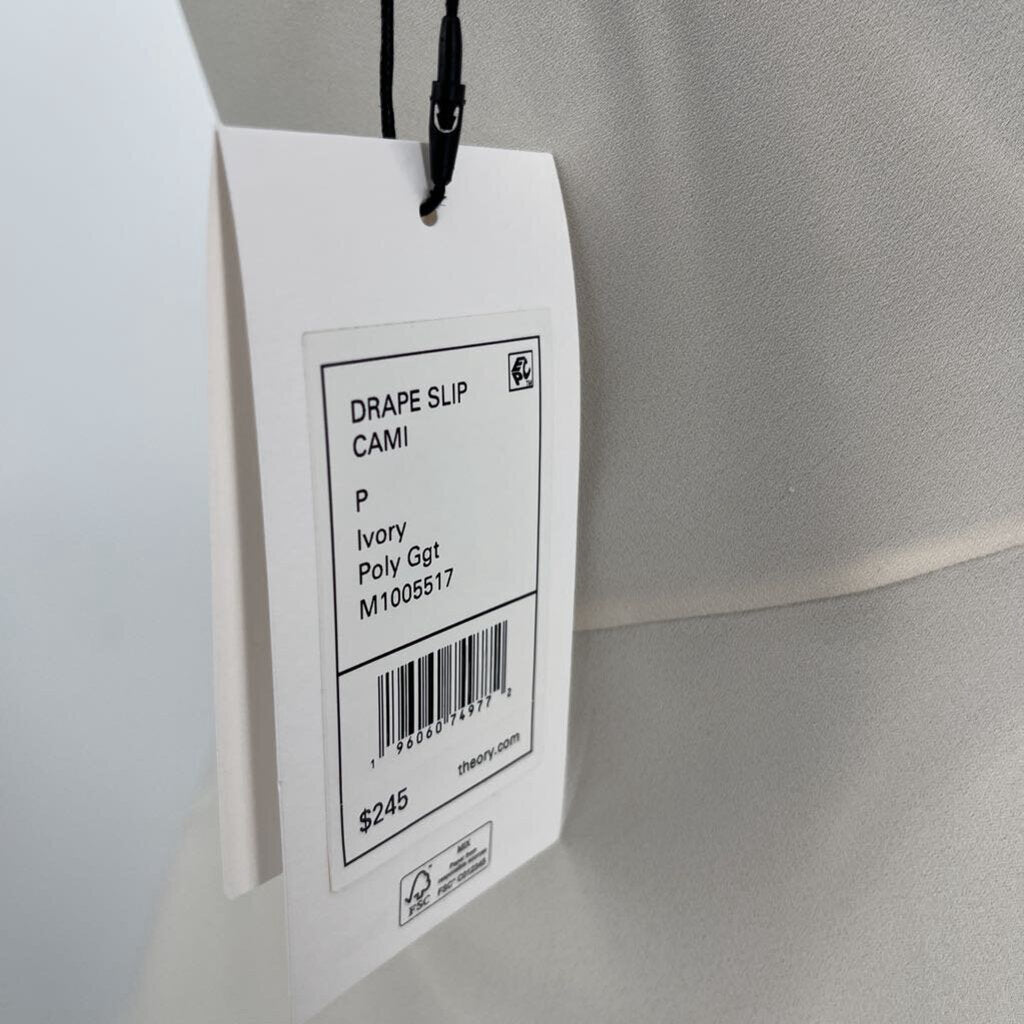 DRAPE SLIP
CAMI
P
Ivory
Poly Ggt
M1005517
1 96060 74977 2
theory.com
$245
MIX
FSC